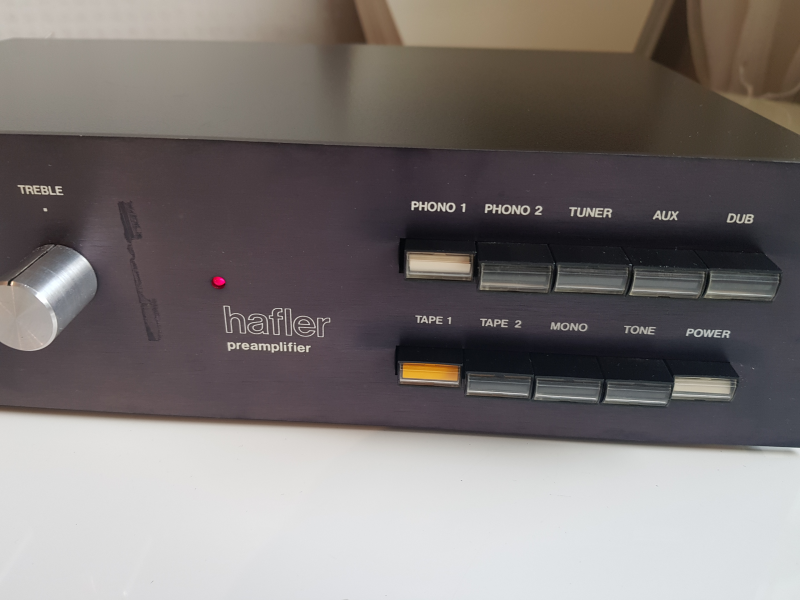 TREBLE
PHONO 1 PHONO 2 TUNER AUX DUB
hafler
preamplifier
TAPE 1 TAPE 2 MONO TONE POWER